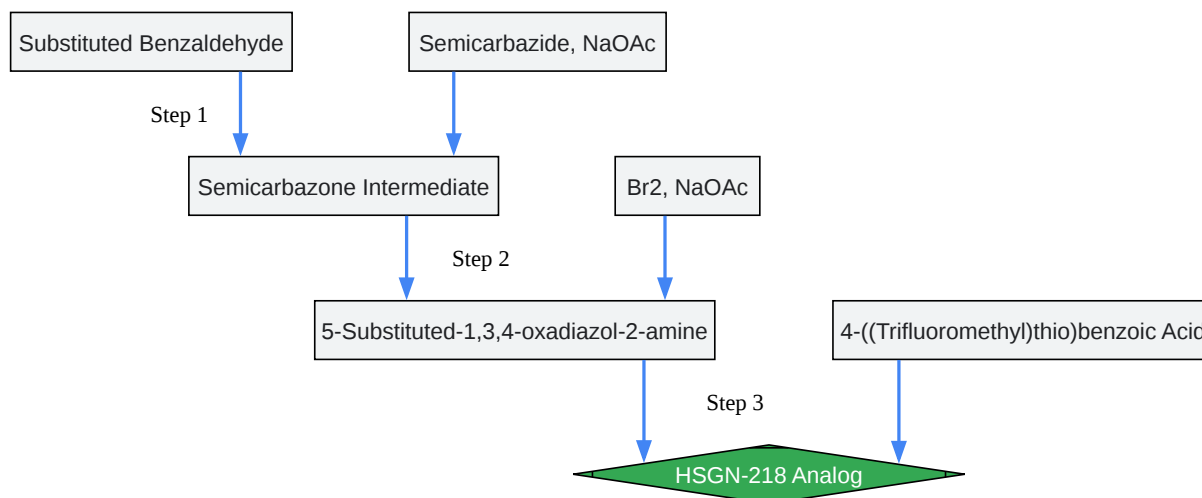 Substituted Benzaldehyde
Semicarbazide, NaOAc
Step 1
Semicarbazone Intermediate
Br2, NaOAc
Step 2
5-Substituted-1,3,4-oxadiazol-2-amine
4-((Trifluoromethyl)thio)benzoic Acid
Step 3
HSGN-218 Analog